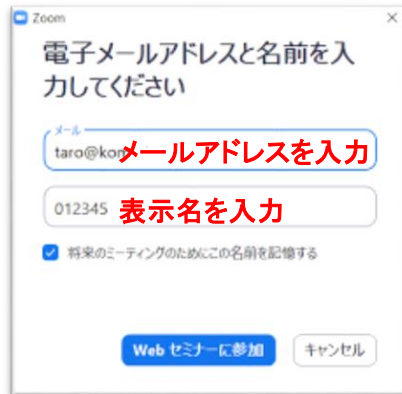 Zoom
電子メールアドレスと名前を入
力してください
メール
taro@kon メールアドレスを入力
012345 表示名を入力
将来のミーティングのためにこの名前を記憶する
Web セミナーに参加 キャンセル